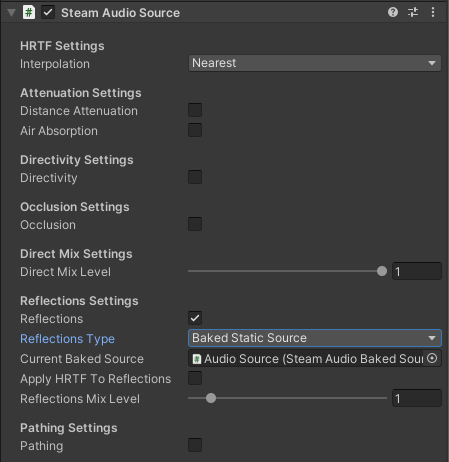 Steam Audio Source
HRTF Settings
Interpolation Nearest
Attenuation Settings
Distance Attenuation
Air Absorption
Directivity Settings
Directivity
Occlusion Settings
Occlusion
Direct Mix Settings
Direct Mix Level 1
Reflections Settings
Reflections
Reflections Type Baked Static Source
Current Baked Source # Audio Source (Steam Audio Baked Sou
Apply HRTF To Reflections
Reflections Mix Level 1
Pathing Settings
Pathing